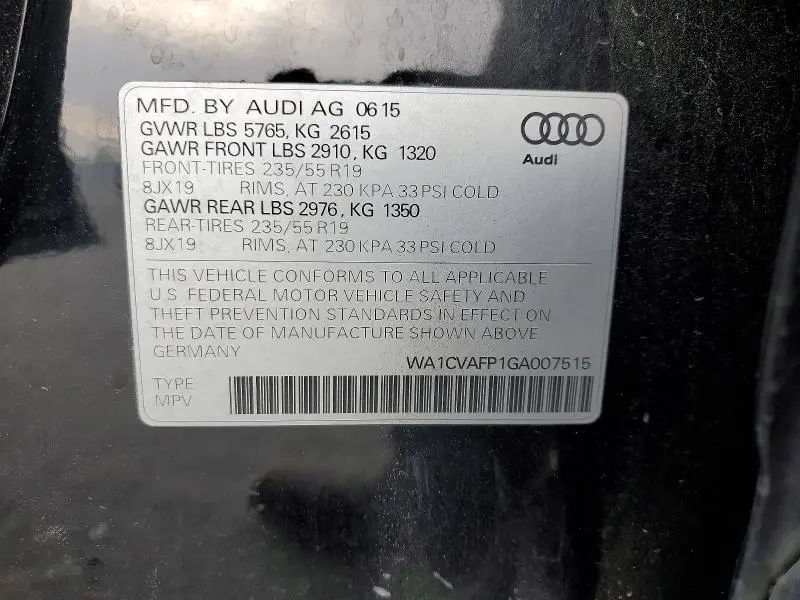 MFD. BY AUDI AG 06 15
GVWR LBS 5765, KG 2615
GAWR FRONT LBS 2910, KG 1320
FRONT-TIRES 235/55 R19
8JX19 RIMS, AT 230 KPA 33 PSI COLD
GAWR REAR LBS 2976, KG 1350
REAR-TIRES 235/55 R19
8JX19 RIMS, AT 230 KPA 33 PSI COLD
Audi
THIS VEHICLE CONFORMS TO ALL APPLICABLE
U.S. FEDERAL MOTOR VEHICLE SAFETY AND
THEFT PREVENTION STANDARDS IN EFFECT ON
THE DATE OF MANUFACTURE SHOWN ABOVE.
GERMANY
WA1CVAFP1GA007515
TYPE
MPV